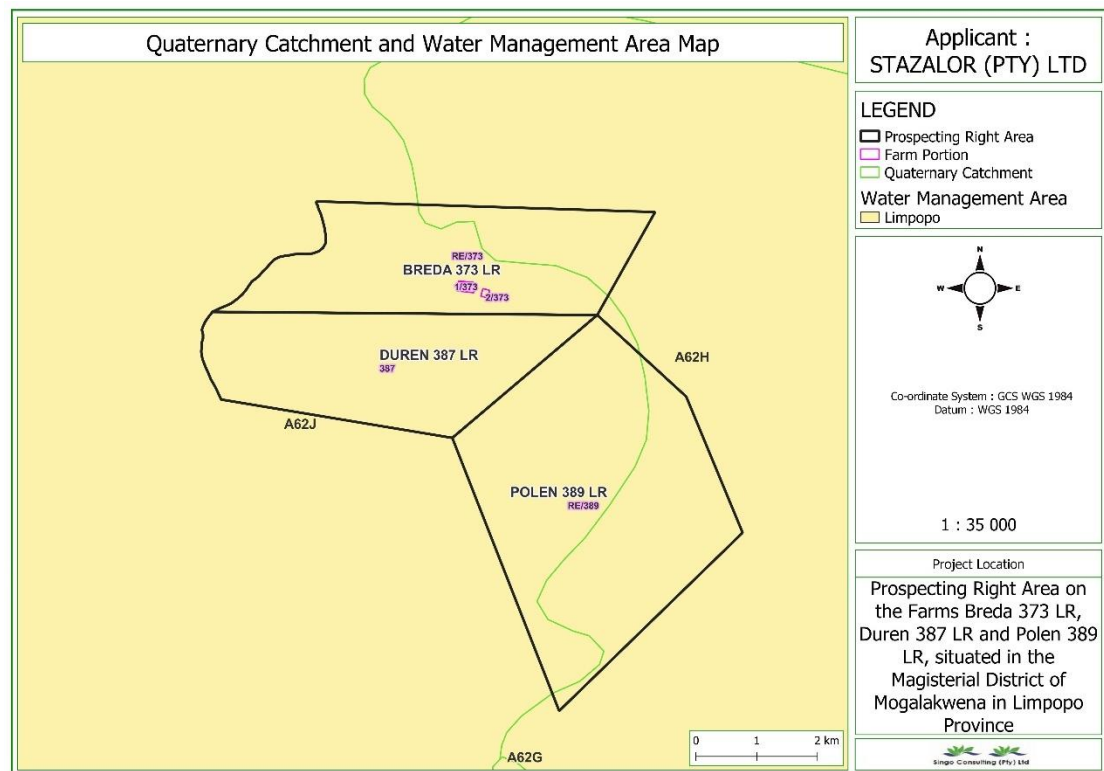 Quaternary Catchment and Water Management Area Map
RE/373
BREDA 373 LR
1/373
2/373
DUREN 387 LR
387
A62H
A62J
POLEN 389 LR
RE/389
A62G
0 1 2 km
Applicant :
STAZALOR (PTY) LTD
LEGEND
Prospecting Right Area
Farm Portion
Quaternary Catchment
Water Management Area
Limpopo
N
W E
S
Co-ordinate System : GCS WGS 1984
Datum : WGS 1984
1 : 35 000
Project Location
Prospecting Right Area on
the Farms Breda 373 LR,
Duren 387 LR and Polen 389
LR, situated in the
Magisterial District of
Mogalakwena in Limpopo
Province
Singo Consulting (Pty) Ltd